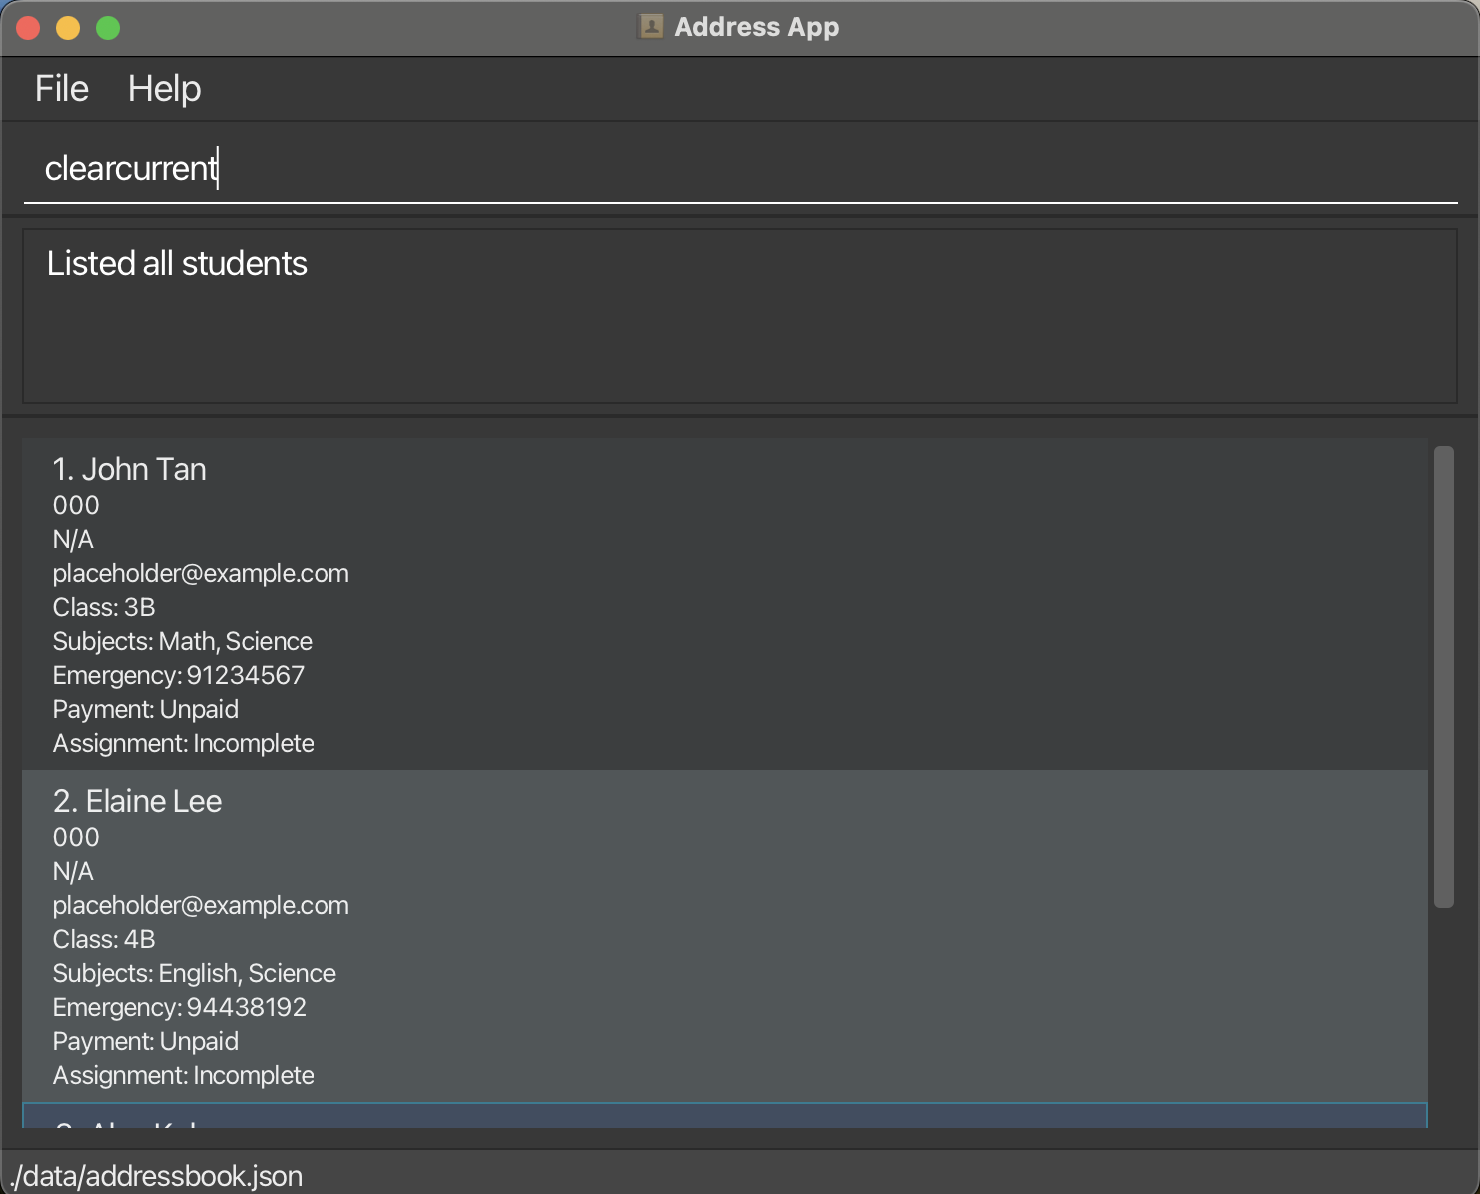 Address App
File Help
clearcurrent
Listed all students
1. John Tan
000
N/A
placeholder@example.com
Class: 3B
Subjects: Math, Science
Emergency: 91234567
Payment: Unpaid
Assignment: Incomplete
2. Elaine Lee
000
N/A
placeholder@example.com
Class: 4B
Subjects: English, Science
Emergency: 94438192
Payment: Unpaid
Assignment: Incomplete
./data/addressbook.json